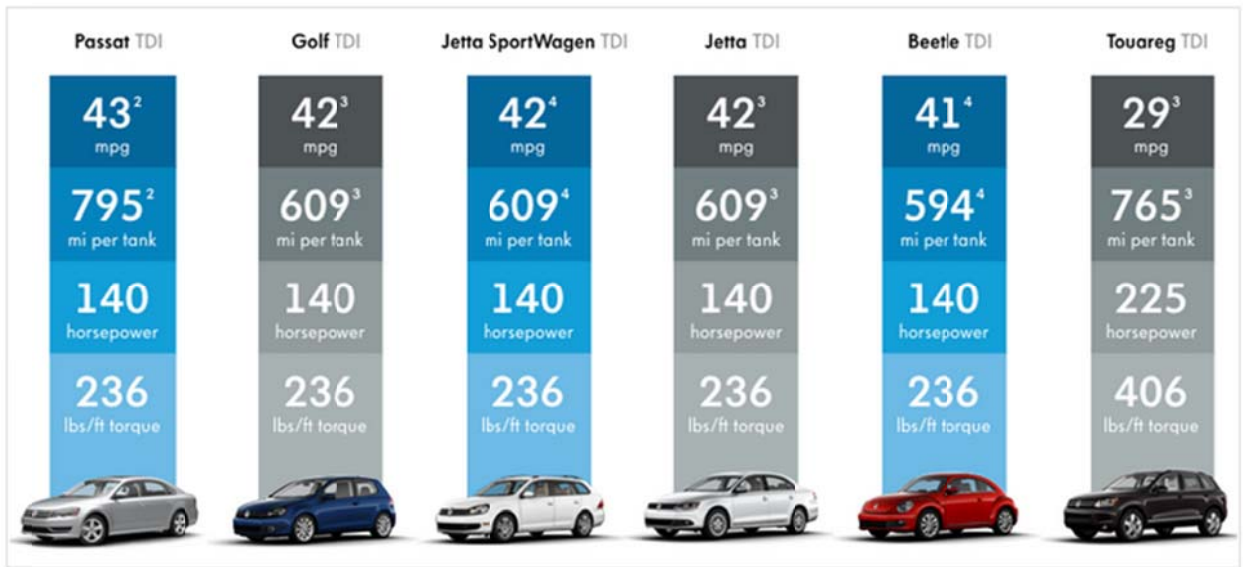 Passat TDI
43²
mpg
795²
mi per tank
140
horsepower
236
lbs/ft torque
Golf TDI
42³
mpg
609³
mi per tank
140
horsepower
236
lbs/ft torque
Jetta SportWagen TDI
42⁴
mpg
609⁴
mi per tank
140
horsepower
236
lbs/ft torque
Jetta TDI
42³
mpg
609³
mi per tank
140
horsepower
236
lbs/ft torque
Beetle TDI
41⁴
mpg
594⁴
mi per tank
140
horsepower
236
lbs/ft torque
Touareg TDI
29³
mpg
765³
mi per tank
225
horsepower
406
lbs/ft torque